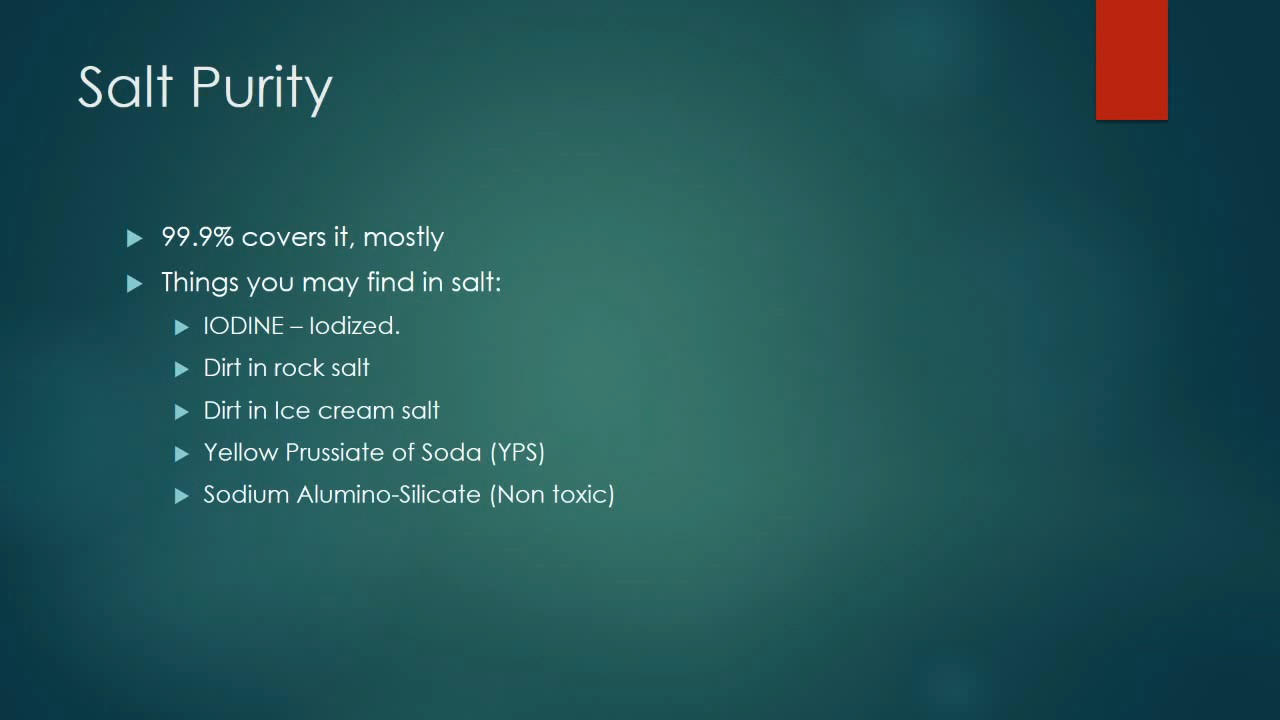 Salt Purity
99.9% covers it, mostly
Things you may find in salt:
IODINE – Iodized.
Dirt in rock salt
Dirt in Ice cream salt
Yellow Prussiate of Soda (YPS)
Sodium Alumino-Silicate (Non toxic)